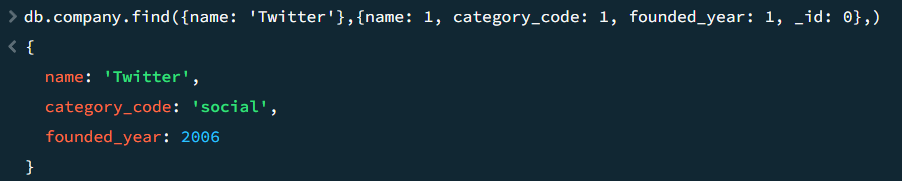 > db.company.find({name: 'Twitter'},{name: 1, category_code: 1, founded_year: 1, _id: 0},)
< {
name: 'Twitter',
category_code: 'social',
founded_year: 2006
}